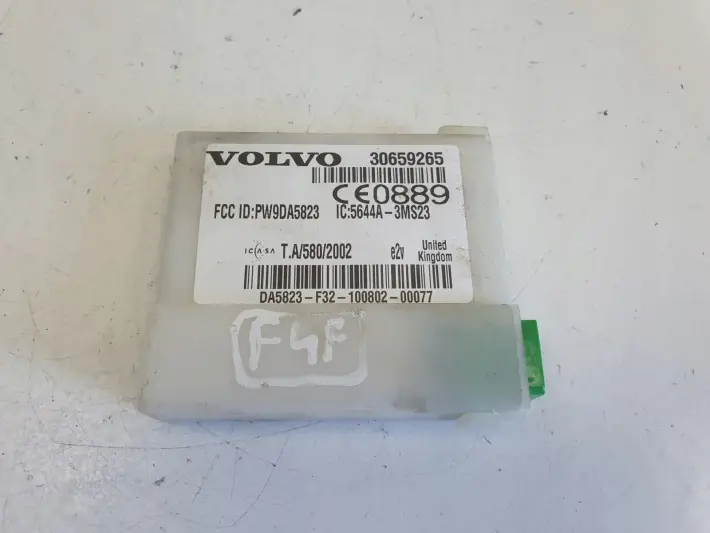 VOLVO 30659265
CE0889
FCC ID:PW9DA5823 IC:5644A-3MS23
ICASA T.A/580/2002 e2v United Kingdom
DA5823-F32-100802-00077
F4F